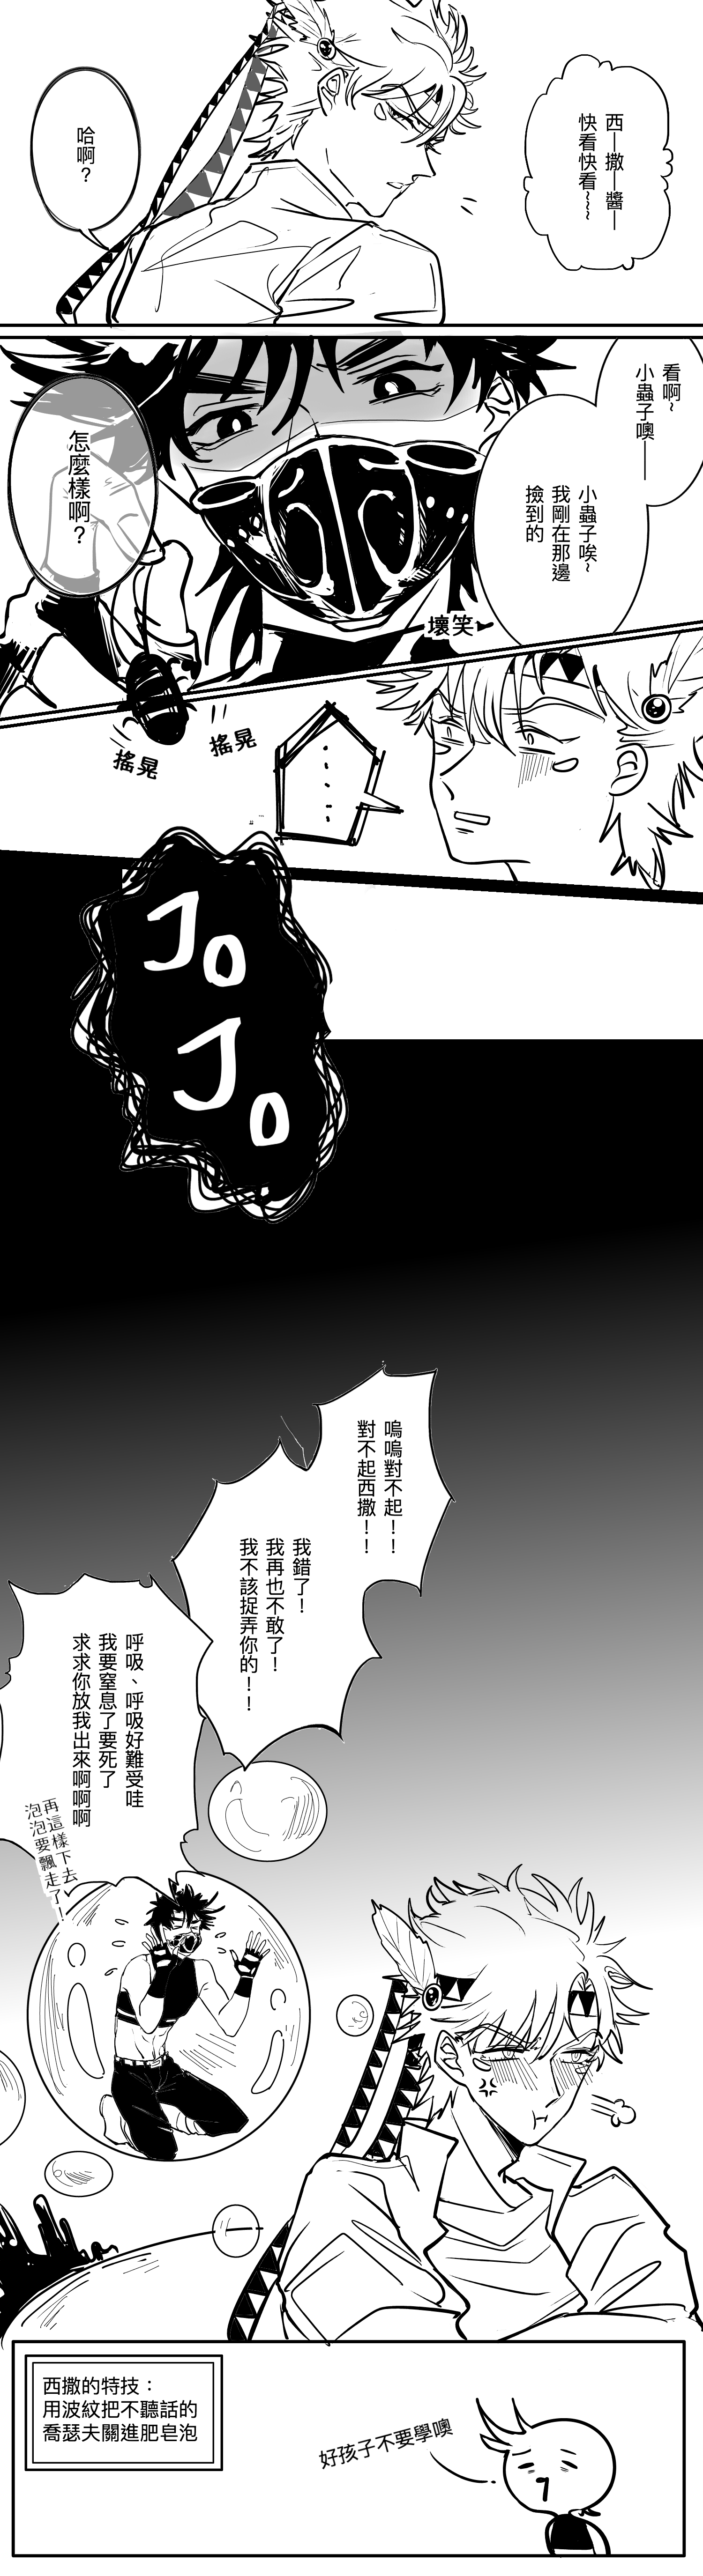 西—撒—醬—
快看快看~~~
哈啊？
看啊~
小蟲子噢——
小蟲子唉~
我剛在那邊
撿到的
怎麼樣啊？
壞笑
搖晃
搖晃
……
JO
JO
嗚嗚對不起！！
對不起西撒！！
我錯了！
我再也不敢了！
我不該捉弄你的！！
呼吸、呼吸好難受哇
我要窒息了要死了
求求你放我出來啊啊啊
再這樣下去
泡泡要飄走了！
西撒的特技：
用波紋把不聽話的
喬瑟夫關進肥皂泡
好孩子不要學噢